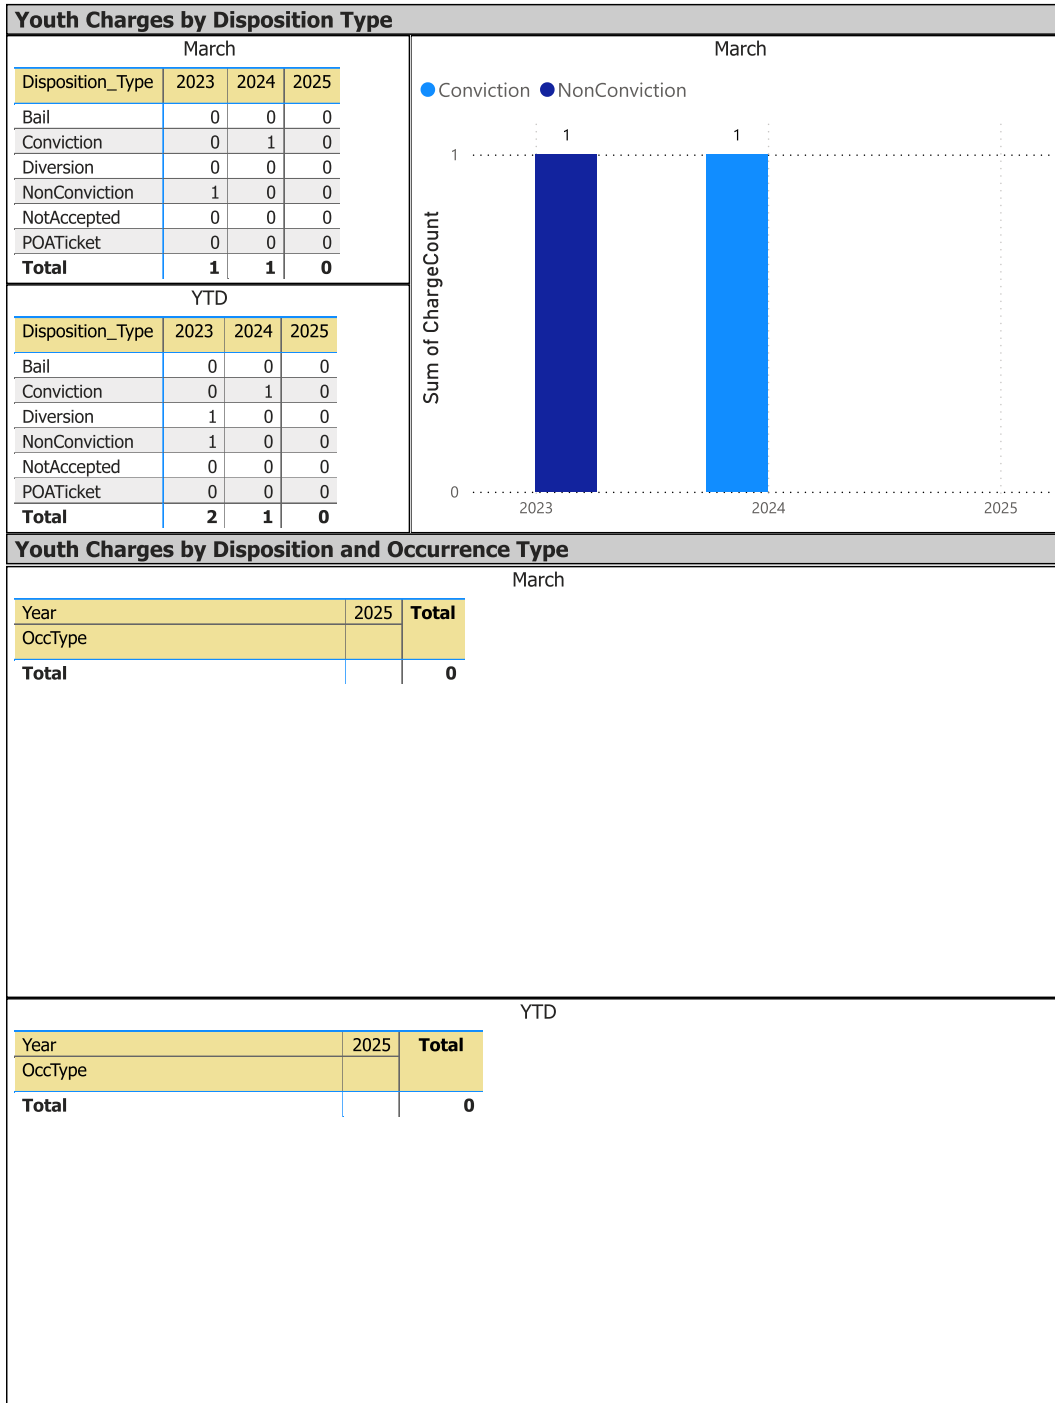 Youth Charges by Disposition Type
March
Disposition_Type 2023 2024 2025
Bail 0 0 0
Conviction 0 1 0
Diversion 0 0 0
NonConviction 1 0 0
NotAccepted 0 0 0
POATicket 0 0 0
Total 1 1 0
YTD
Disposition_Type 2023 2024 2025
Bail 0 0 0
Conviction 0 1 0
Diversion 1 0 0
NonConviction 1 0 0
NotAccepted 0 0 0
POATicket 0 0 0
Total 2 1 0
March
Conviction NonConviction
Sum of ChargeCount
1 1
1
0
2023 2024 2025
Youth Charges by Disposition and Occurrence Type
March
Year 2025 Total
OccType
Total 0
YTD
Year 2025 Total
OccType
Total 0